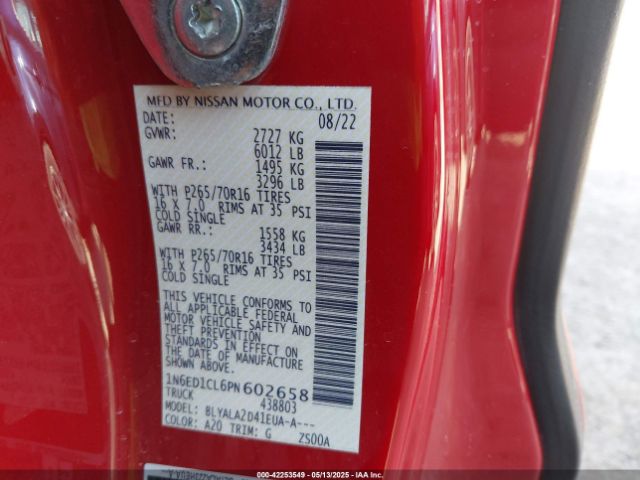 MFD BY NISSAN MOTOR CO., LTD.
DATE: 08/22
GVWR: 2727 KG
6012 LB
GAWR FR.: 1495 KG
3296 LB
WITH P265/70R16 TIRES
16 X 7.0 RIMS AT 35 PSI
COLD SINGLE
GAWR RR.: 1558 KG
3434 LB
WITH P265/70R16 TIRES
16 X 7.0 RIMS AT 35 PSI
COLD SINGLE
THIS VEHICLE CONFORMS TO
ALL APPLICABLE FEDERAL
MOTOR VEHICLE SAFETY AND
THEFT PREVENTION
STANDARDS IN EFFECT ON
THE DATE OF MANUFACTURE
SHOWN ABOVE.
1N6ED1CL6PN602658
TRUCK 438803
MODEL: BLYALA2D41EUA-A---
COLOR: A20 TRIM: G ZS00A
© (IAA) - 42253549 - 05/13/2025 - IAAI.COM